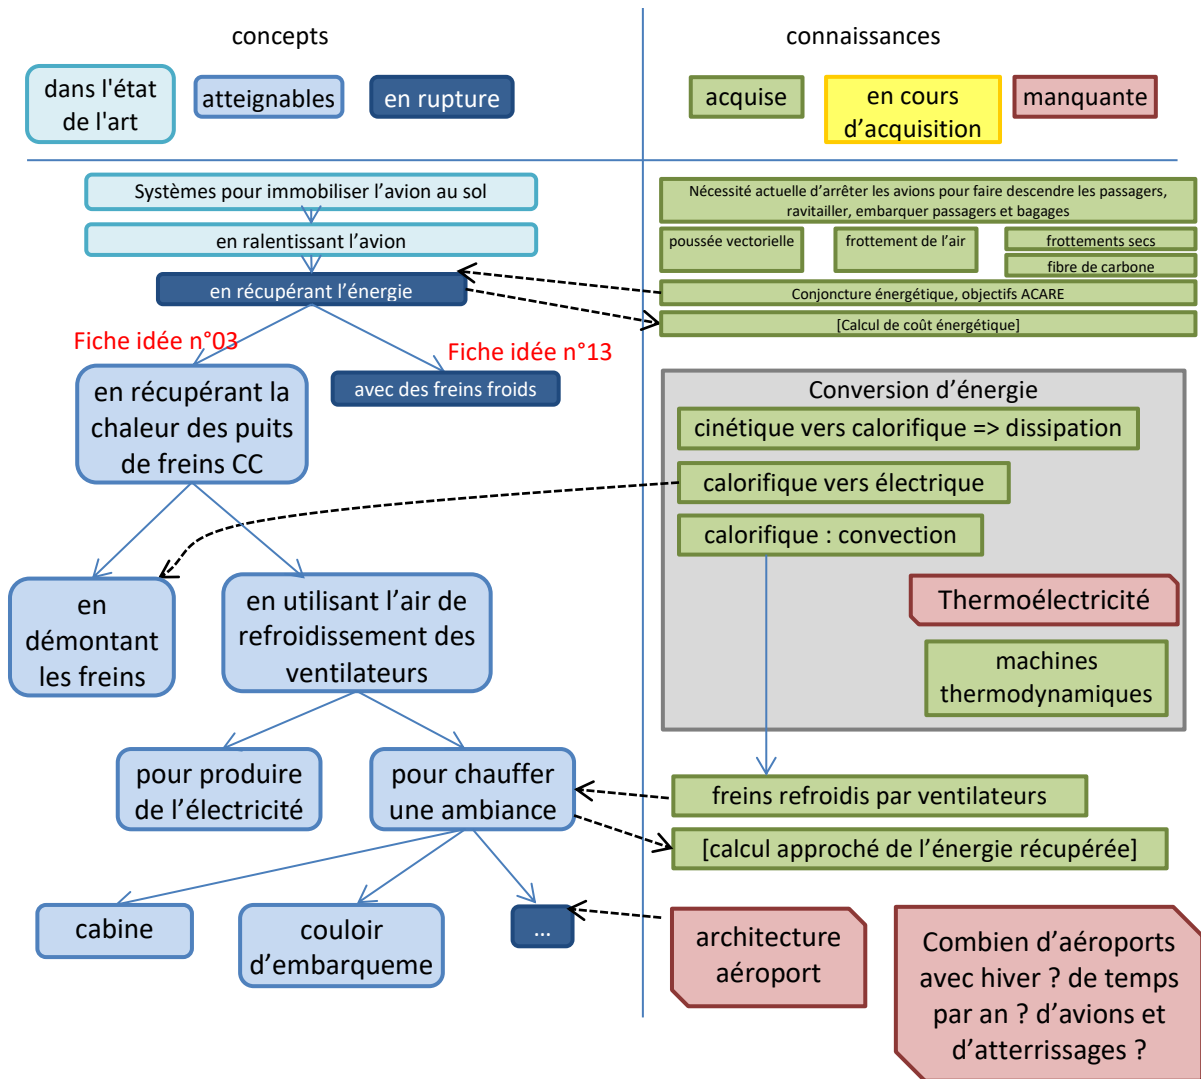 concepts
connaissances
dans l'état
de l'art
atteignables
en rupture
acquise
en cours
d’acquisition
manquante
Systèmes pour immobiliser l’avion au sol
en ralentissant l’avion
en récupérant l’énergie
Fiche idée n°03
Fiche idée n°13
en récupérant la
chaleur des puits
de freins CC
avec des freins froids
en
démontant
les freins
en utilisant l’air de
refroidissement des
ventilateurs
pour produire
de l’électricité
pour chauffer
une ambiance
cabine
couloir
d’embarqueme
...
Nécessité actuelle d’arrêter les avions pour faire descendre les passagers,
ravitailler, embarquer passagers et bagages
poussée vectorielle
frottement de l’air
frottements secs
fibre de carbone
Conjoncture énergétique, objectifs ACARE
[Calcul de coût énergétique]
Conversion d’énergie
cinétique vers calorifique => dissipation
calorifique vers électrique
calorifique : convection
Thermoélectricité
machines
thermodynamiques
freins refroidis par ventilateurs
[calcul approché de l’énergie récupérée]
architecture
aéroport
Combien d’aéroports
avec hiver ? de temps
par an ? d’avions et
d’atterrissages ?